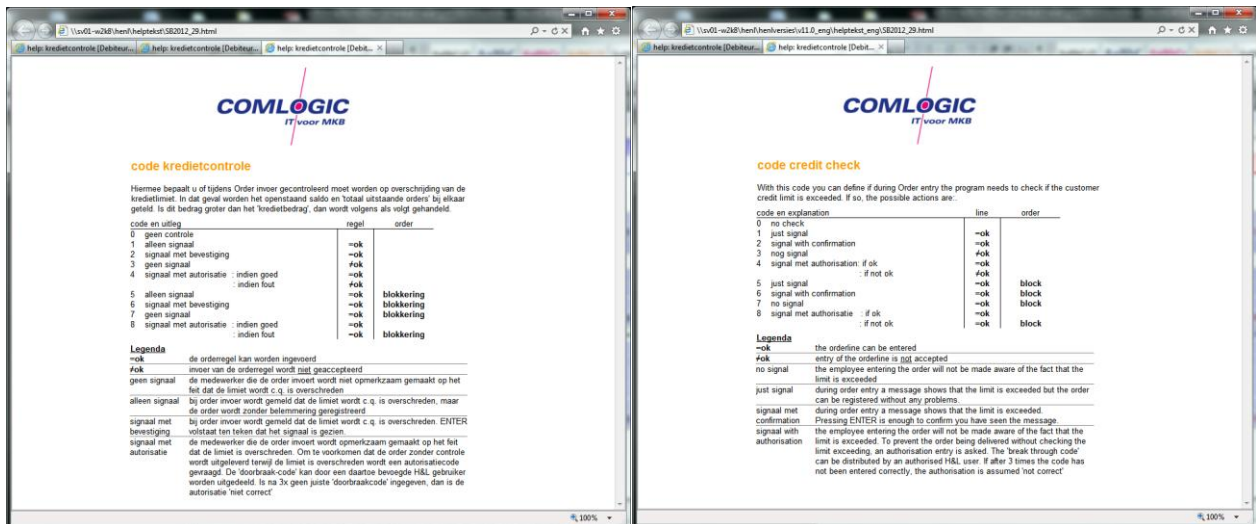 \\sv01-w2k8\henl\helptekst\SB2012_29.html
help: kredietcontrole [Debiteur...
help: kredietcontrole [Debiteur...
help: kredietcontrole [Debit...
COMLOGIC
IT voor MKB
code kredietcontrole
Hiermee bepaalt u of tijdens Order invoer gecontroleerd moet worden op overschrijding van de
kredietlimiet. In dat geval worden het openstaand saldo en 'totaal uitstaande orders' bij elkaar
geteld. Is dit bedrag groter dan het 'kredietbedrag', dan wordt volgens als volgt gehandeld.
code en uitleg regel order
0 geen controle
1 alleen signaal =ok
2 signaal met bevestiging =ok
3 geen signaal ≠ok
4 signaal met autorisatie : indien goed =ok
: indien fout ≠ok
5 alleen signaal =ok blokkering
6 signaal met bevestiging =ok blokkering
7 geen signaal =ok blokkering
8 signaal met autorisatie : indien goed =ok
: indien fout =ok blokkering
Legenda
=ok de orderregel kan worden ingevoerd
≠ok invoer van de orderregel wordt niet geaccepteerd
geen signaal de medewerker die de order invoert wordt niet opmerkzaam gemaakt op het
feit dat de limiet wordt c.q. is overschreden
alleen signaal bij order invoer wordt gemeld dat de limiet wordt c.q. is overschreden, maar
de order wordt zonder belemmering geregistreerd
signaal met bij order invoer wordt gemeld dat de limiet wordt c.q. is overschreden. ENTER
bevestiging volstaat ten teken dat het signaal is gezien.
signaal met de medewerker die de order invoert wordt opmerkzaam gemaakt op het feit
autorisatie dat de limiet is overschreden. Om te voorkomen dat de order zonder controle
wordt uitgeleverd terwijl de limiet is overschreden wordt een autorisatiecode
gevraagd. De 'doorbraak-code' kan door een daartoe bevoegde H&L gebruiker
worden uitgedeeld. Is na 3x geen juiste 'doorbraakcode' ingegeven, dan is de
autorisatie 'niet correct'
100%
\\sv01-w2k8\henl\henlversies\v11.0_eng\helptekst_eng\SB2012_29.html
help: kredietcontrole [Debiteur...
help: kredietcontrole [Debit...
COMLOGIC
IT voor MKB
code credit check
With this code you can define if during Order entry the program needs to check if the customer
credit limit is exceeded. If so, the possible actions are:.
code en explanation line order
0 no check
1 just signal =ok
2 signal with confirmation =ok
3 nog signal ≠ok
4 signal met authorisation: if ok =ok
: if not ok ≠ok
5 just signal =ok block
6 signal with confirmation =ok block
7 no signal =ok block
8 signal met authorisatie : if ok =ok
: if not ok =ok block
Legenda
=ok the orderline can be entered
≠ok entry of the orderline is not accepted
no signal the employee entering the order will not be made aware of the fact that the
limit is exceeded
just signal during order entry a message shows that the limit is exceeded but the order
can be registered without any problems.
signaal met during order entry a message shows that the limit is exceeded.
confirmation Pressing ENTER is enough to confirm you have seen the message.
signaal with the employee entering the order will not be made aware of the fact that the
authorisation limit is exceeded. To prevent the order being delivered without checking the
limit exceeding, an authorisation entry is asked. The 'break through code'
can be distributed by an authorised H&L user. If after 3 times the code has
not been entered correctly, the authorisation is assumed 'not correct'
100%